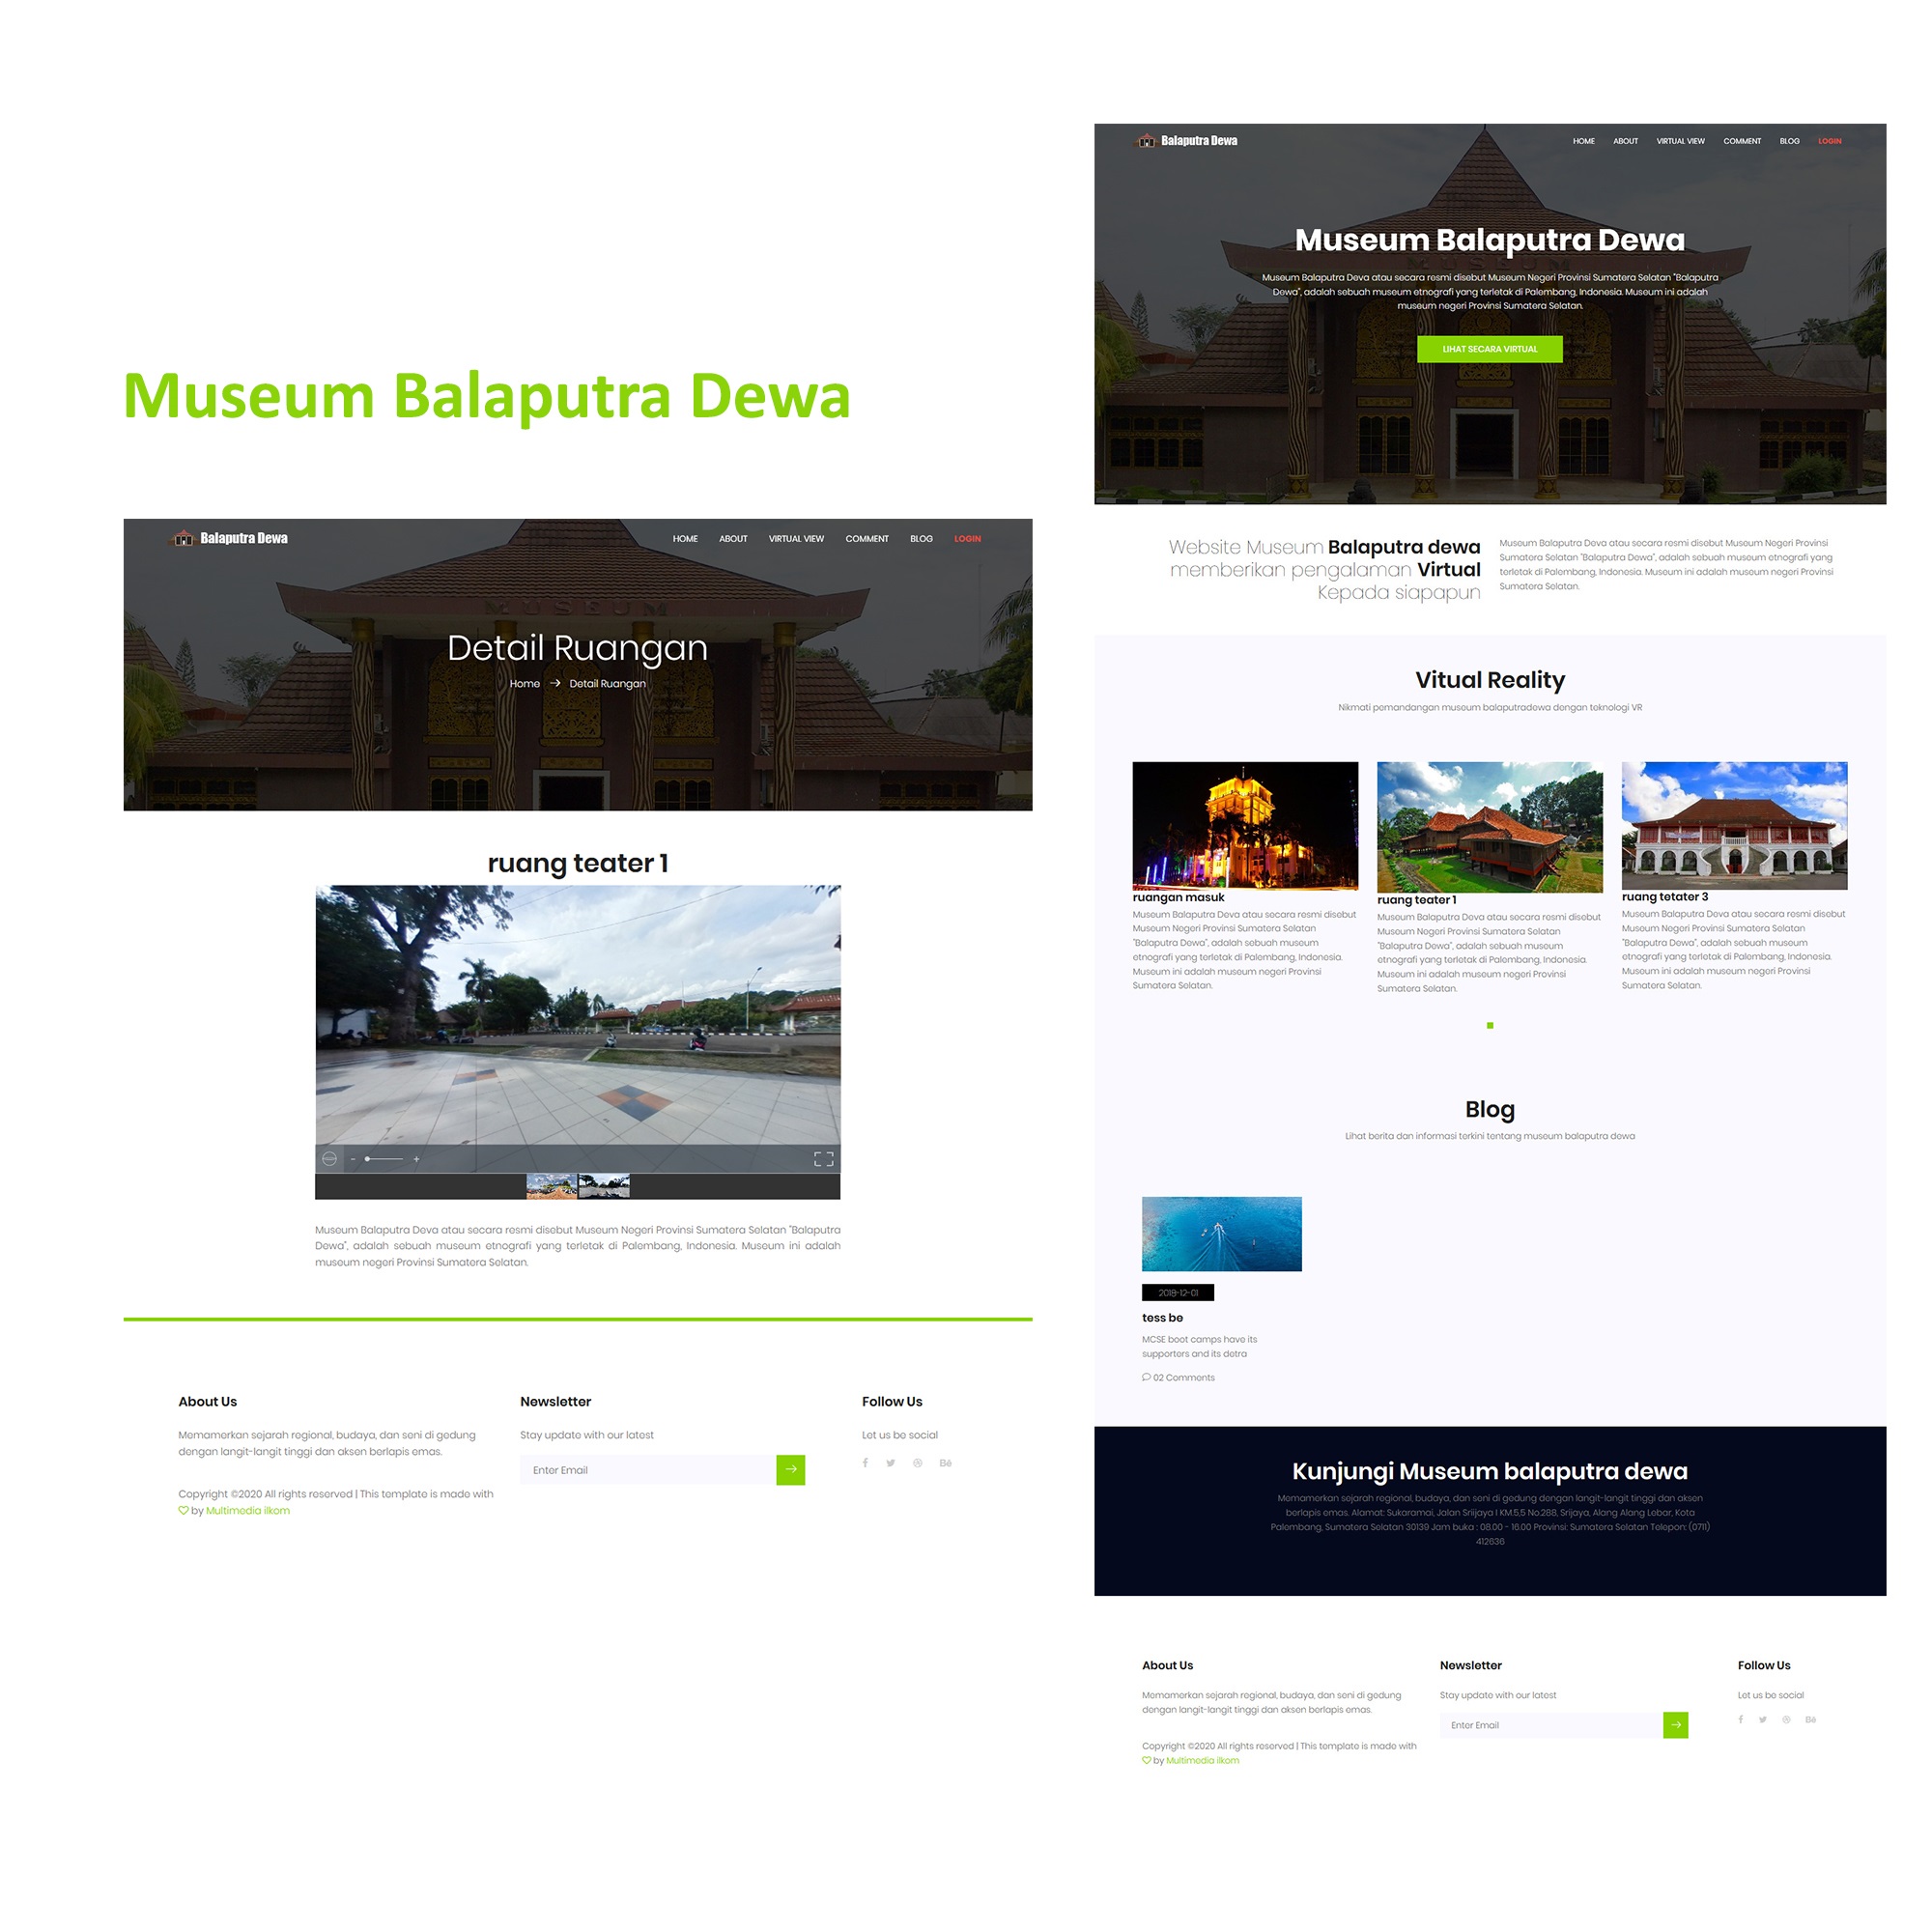 Museum Balaputra Dewa
Balaputra Dewa
HOME ABOUT VIRTUAL VIEW COMMENT BLOG LOGIN
MUSEUM
Detail Ruangan
Home → Detail Ruangan
ruang teater 1
- +
Museum Balaputra Deva atau secara resmi disebut Museum Negeri Provinsi Sumatera Selatan "Balaputra
Dewa", adalah sebuah museum etnografi yang terletak di Palembang, Indonesia. Museum ini adalah
museum negeri Provinsi Sumatera Selatan.
About Us
Memamerkan sejarah regional, budaya, dan seni di gedung
dengan langit-langit tinggi dan aksen berlapis emas.
Copyright ©2020 All rights reserved | This template is made with
♡ by Multimedia ilkom
Newsletter
Stay update with our latest
Enter Email →
Follow Us
Let us be social
Balaputra Dewa
HOME ABOUT VIRTUAL VIEW COMMENT BLOG LOGIN
Museum Balaputra Dewa
Museum Balaputra Deva atau secara resmi disebut Museum Negeri Provinsi Sumatera Selatan "Balaputra
Dewa", adalah sebuah museum etnografi yang terletak di Palembang, Indonesia. Museum ini adalah
museum negeri Provinsi Sumatera Selatan.
LIHAT SECARA VIRTUAL
Website Museum Balaputra dewa
memberikan pengalaman Virtual
Kepada siapapun
Museum Balaputra Deva atau secara resmi disebut Museum Negeri Provinsi
Sumatera Selatan "Balaputra Dewa", adalah sebuah museum etnografi yang
terletak di Palembang, Indonesia. Museum ini adalah museum negeri Provinsi
Sumatera Selatan.
Vitual Reality
Nikmati pemandangan museum balaputradewa dengan teknologi VR
ruangan masuk
Museum Balaputra Deva atau secara resmi disebut
Museum Negeri Provinsi Sumatera Selatan
"Balaputra Dewa", adalah sebuah museum
etnografi yang terletak di Palembang, Indonesia.
Museum ini adalah museum negeri Provinsi
Sumatera Selatan.
ruang teater 1
Museum Balaputra Deva atau secara resmi disebut
Museum Negeri Provinsi Sumatera Selatan
"Balaputra Dewa", adalah sebuah museum
etnografi yang terletak di Palembang, Indonesia.
Museum ini adalah museum negeri Provinsi
Sumatera Selatan.
ruang tetater 3
Museum Balaputra Deva atau secara resmi disebut
Museum Negeri Provinsi Sumatera Selatan
"Balaputra Dewa", adalah sebuah museum
etnografi yang terletak di Palembang, Indonesia.
Museum ini adalah museum negeri Provinsi
Sumatera Selatan.
Blog
Lihat berita dan informasi terkini tentang museum balaputra dewa
2018-12-01
tess be
MCSE boot camps have its
supporters and its detra
02 Comments
Kunjungi Museum balaputra dewa
Memamerkan sejarah regional, budaya, dan seni di gedung dengan langit-langit tinggi dan aksen
berlapis emas. Alamat: Sukaramai, Jalan Srijaya I KM.5,5 No.288, Srijaya, Alang Alang Lebar, Kota
Palembang, Sumatera Selatan 30139 Jam buka : 08.00 - 16.00 Provinsi: Sumatera Selatan Telepon: (0711)
412636
About Us
Memamerkan sejarah regional, budaya, dan seni di gedung
dengan langit-langit tinggi dan aksen berlapis emas.
Copyright ©2020 All rights reserved | This template is made with
♡ by Multimedia ilkom
Newsletter
Stay update with our latest
Enter Email →
Follow Us
Let us be social